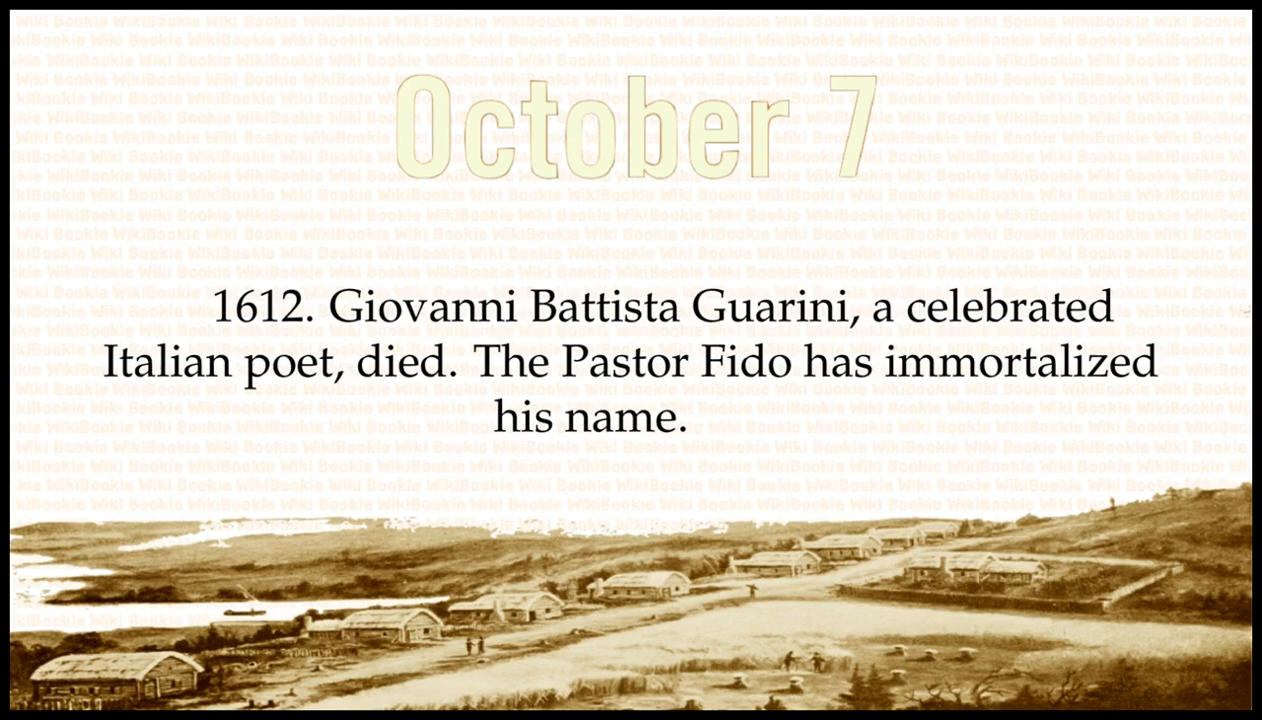 October 7
1612. Giovanni Battista Guarini, a celebrated
Italian poet, died. The Pastor Fido has immortalized
his name.